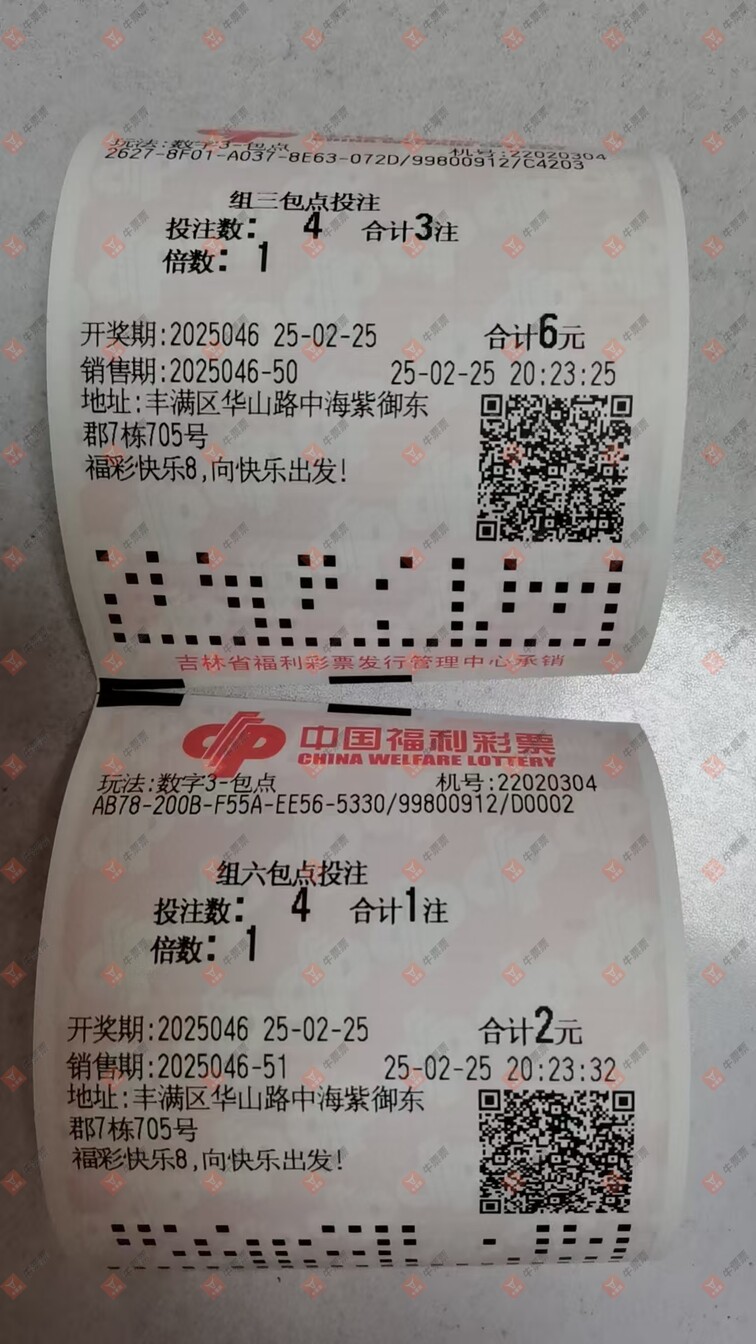 玩法:数字3-包点 机号:22020304
2627-8F01-A037-8E63-072D/99800912/C4203
组三包点投注
投注数: 4 合计3注
倍数: 1
开奖期:2025046 25-02-25 合计6元
销售期:2025046-50 25-02-25 20:23:25
地址:丰满区华山路中海紫御东
郡7栋705号
福彩快乐8,向快乐出发!
吉林省福利彩票发行管理中心承销
中国福利彩票
CHINA WELFARE LOTTERY
玩法:数字3-包点 机号:22020304
AB78-200B-F55A-EE56-5330/99800912/D0002
组六包点投注
投注数: 4 合计1注
倍数: 1
开奖期:2025046 25-02-25 合计2元
销售期:2025046-51 25-02-25 20:23:32
地址:丰满区华山路中海紫御东
郡7栋705号
福彩快乐8,向快乐出发!